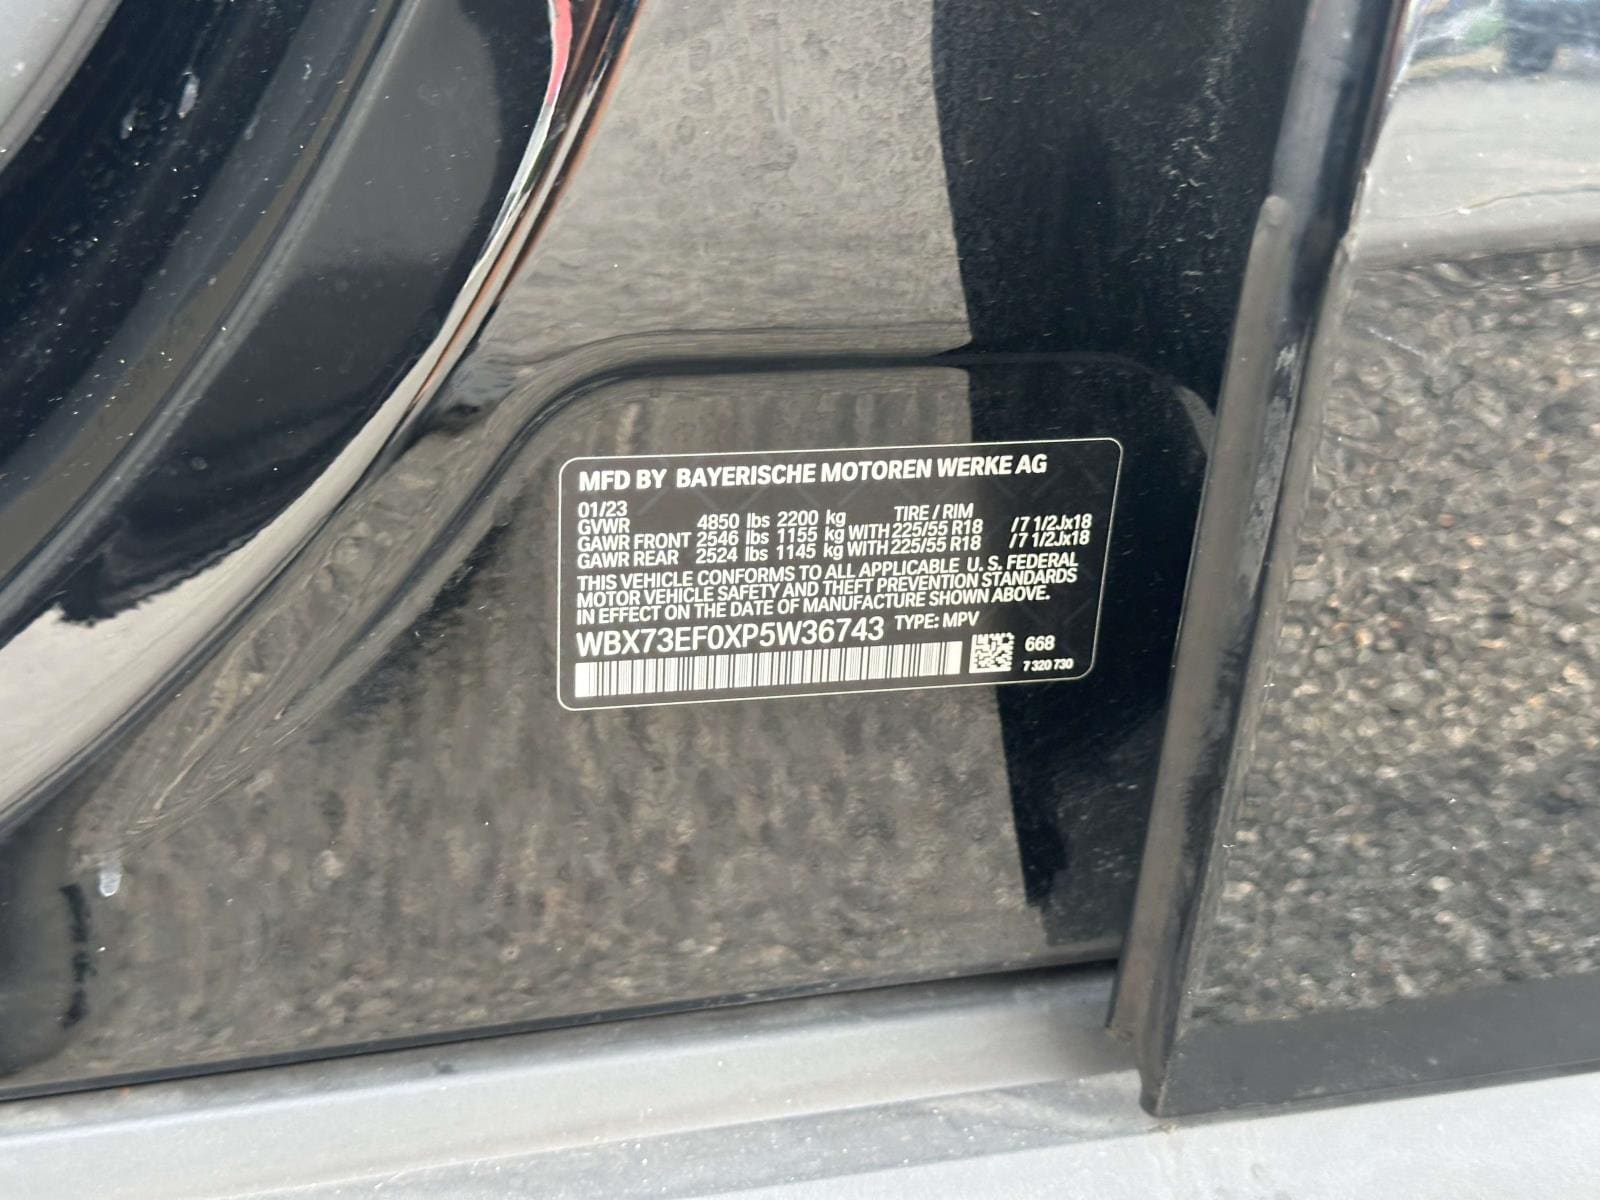 MFD BY BAYERISCHE MOTOREN WERKE AG
01/23 TIRE / RIM
GVWR 4850 lbs 2200 kg
GAWR FRONT 2546 lbs 1155 kg WITH 225/55 R18 /7 1/2Jx18
GAWR REAR 2524 lbs 1145 kg WITH 225/55 R18 /7 1/2Jx18
THIS VEHICLE CONFORMS TO ALL APPLICABLE U. S. FEDERAL
MOTOR VEHICLE SAFETY AND THEFT PREVENTION STANDARDS
IN EFFECT ON THE DATE OF MANUFACTURE SHOWN ABOVE.
WBX73EF0XP5W36743 TYPE: MPV
668
7 320 730